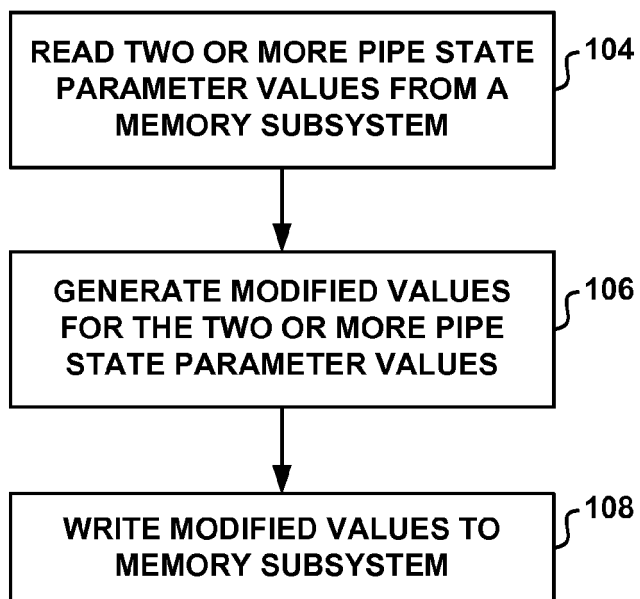 READ TWO OR MORE PIPE STATE
PARAMETER VALUES FROM A
MEMORY SUBSYSTEM
104
GENERATE MODIFIED VALUES
FOR THE TWO OR MORE PIPE
STATE PARAMETER VALUES
106
WRITE MODIFIED VALUES TO
MEMORY SUBSYSTEM
108